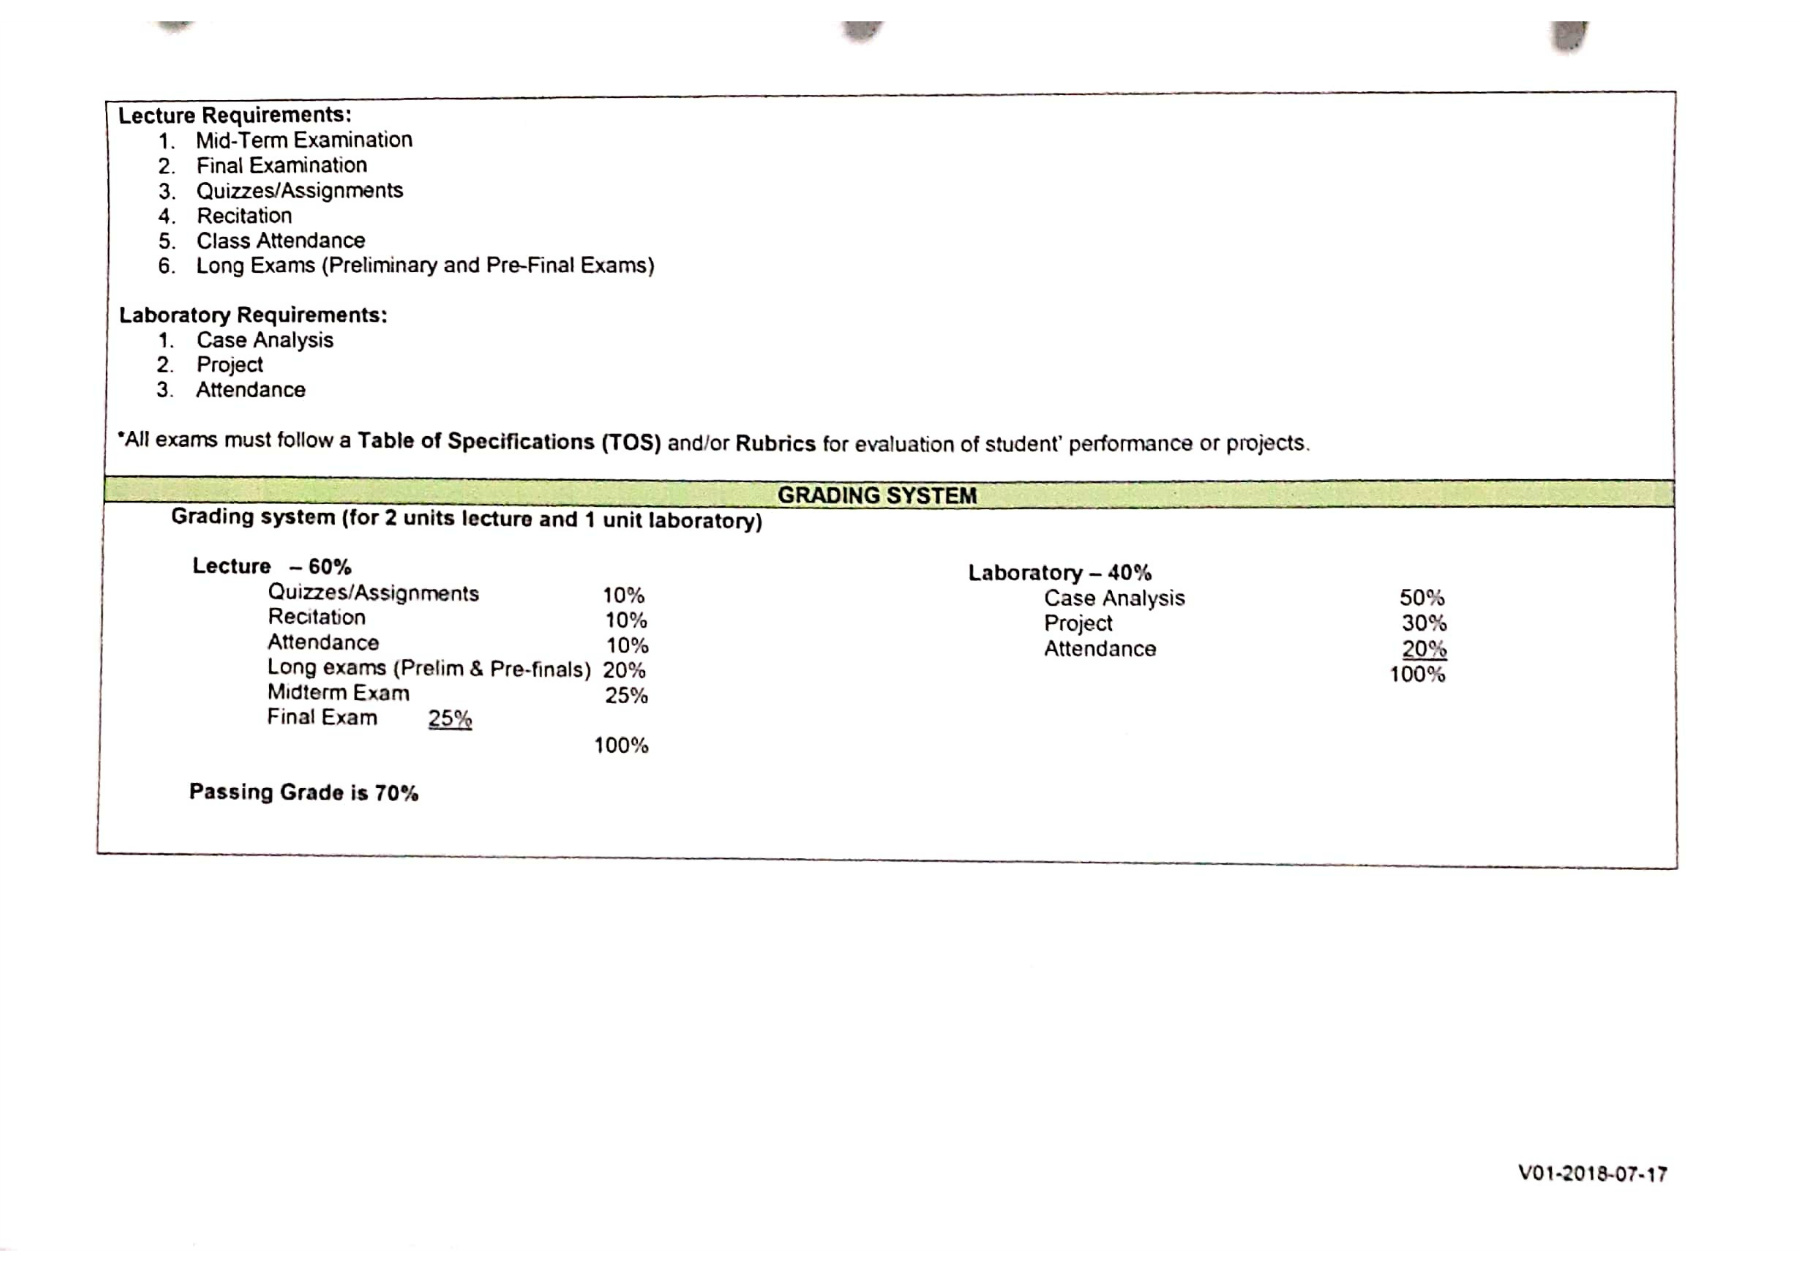 Lecture Requirements:
1. Mid-Term Examination
2. Final Examination
3. Quizzes/Assignments
4. Recitation
5. Class Attendance
6. Long Exams (Preliminary and Pre-Final Exams)
Laboratory Requirements:
1. Case Analysis
2. Project
3. Attendance
*All exams must follow a Table of Specifications (TOS) and/or Rubrics for evaluation of student' performance or projects.
GRADING SYSTEM
Grading system (for 2 units lecture and 1 unit laboratory)
Lecture – 60%
Quizzes/Assignments 10%
Recitation 10%
Attendance 10%
Long exams (Prelim & Pre-finals) 20%
Midterm Exam 25%
Final Exam 25%
100%
Laboratory – 40%
Case Analysis 50%
Project 30%
Attendance 20%
100%
Passing Grade is 70%
V01-2018-07-17